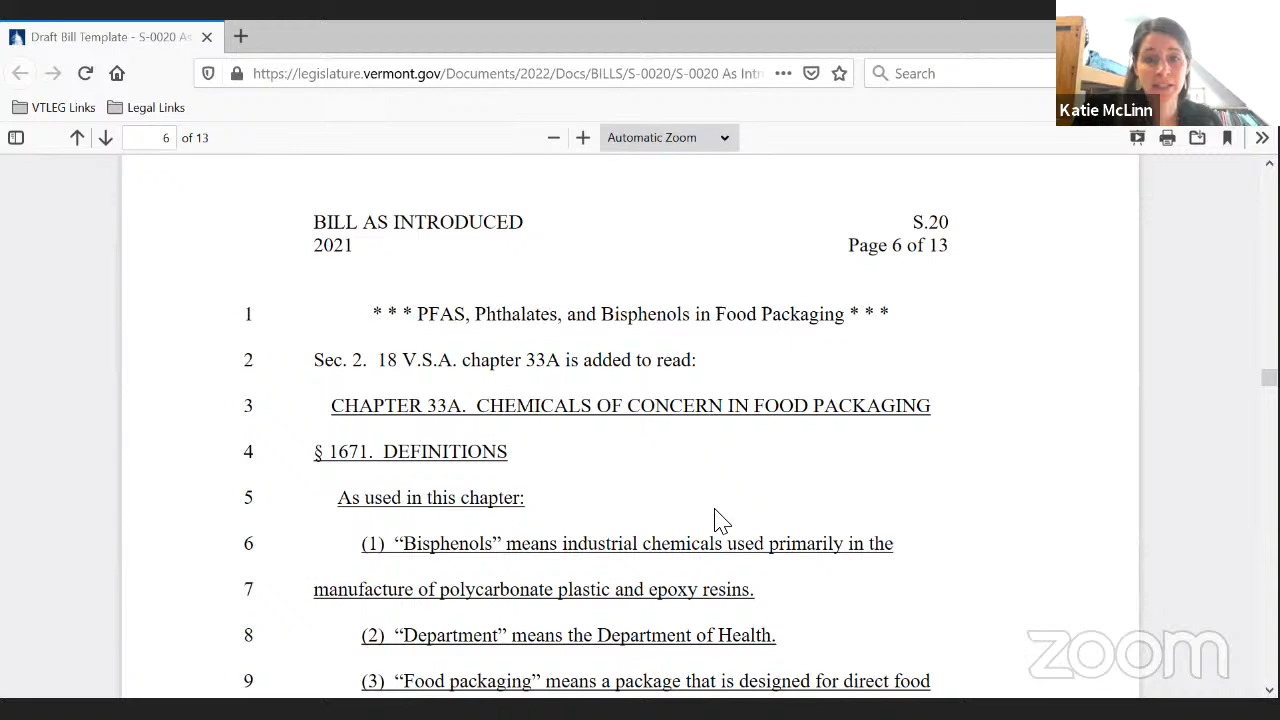 Draft Bill Template - S-0020 As
https://legislature.vermont.gov/Documents/2022/Docs/BILLS/S-0020/S-0020 As Intr
Search
VTLEG Links
Legal Links
6 of 13
Automatic Zoom
Katie McLinn
BILL AS INTRODUCED S.20
2021 Page 6 of 13
1 * * * PFAS, Phthalates, and Bisphenols in Food Packaging * * *
2 Sec. 2. 18 V.S.A. chapter 33A is added to read:
3 CHAPTER 33A. CHEMICALS OF CONCERN IN FOOD PACKAGING
4 § 1671. DEFINITIONS
5 As used in this chapter:
6 (1) “Bisphenols” means industrial chemicals used primarily in the
7 manufacture of polycarbonate plastic and epoxy resins.
8 (2) “Department” means the Department of Health.
9 (3) “Food packaging” means a package that is designed for direct food
zoom